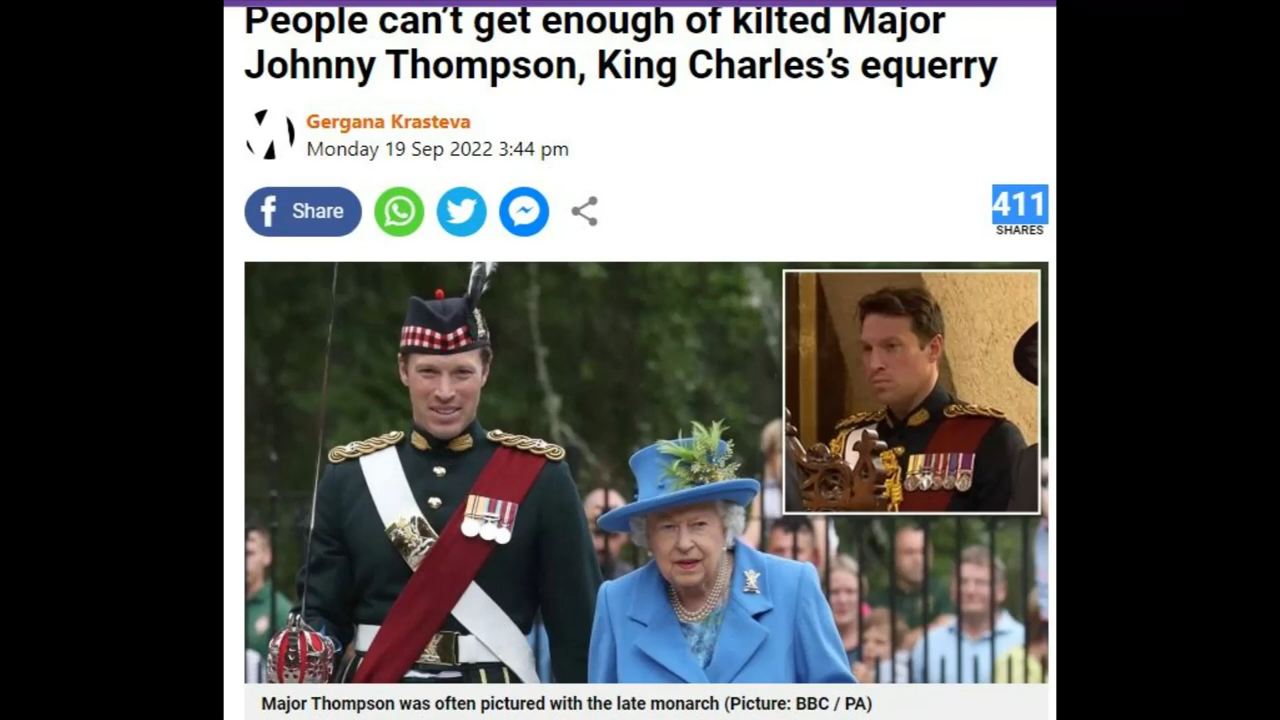 People can't get enough of kilted Major
Johnny Thompson, King Charles's equerry
Gergana Krasteva
Monday 19 Sep 2022 3:44 pm
Share
411
SHARES
Major Thompson was often pictured with the late monarch (Picture: BBC / PA)